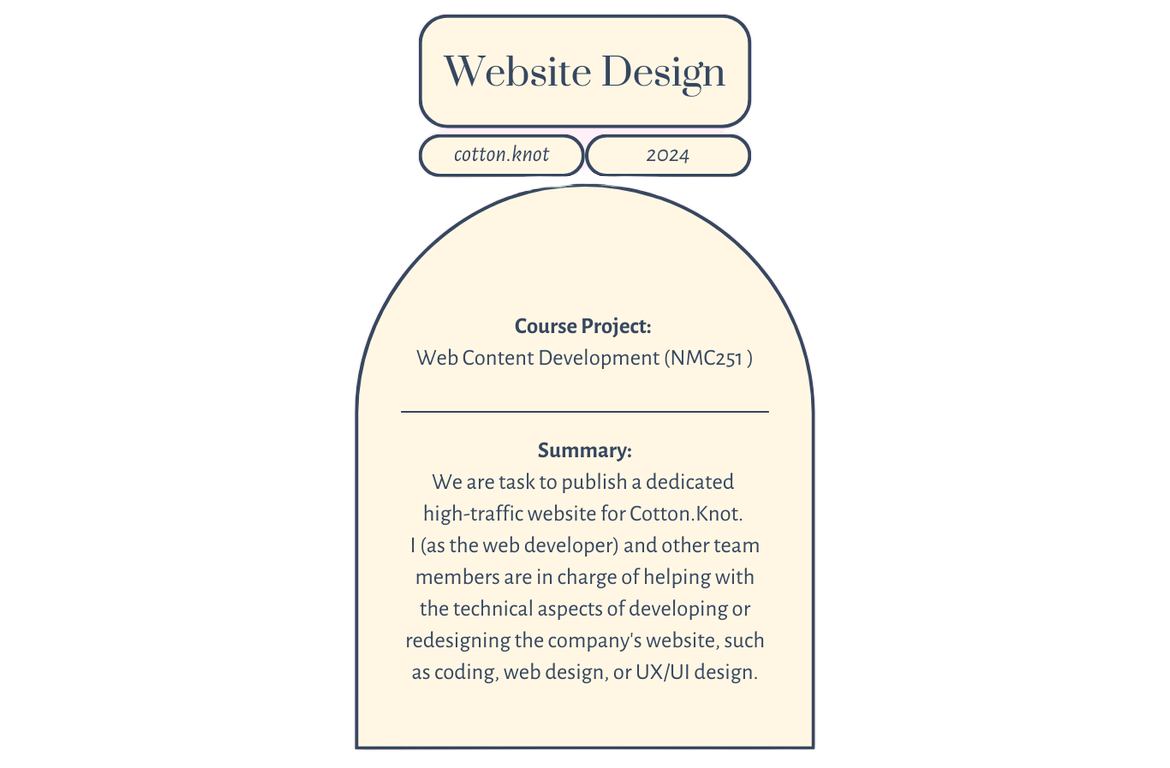 Website Design
cotton.knot
2024
Course Project:
Web Content Development (NMC251 )
Summary:
We are task to publish a dedicated
high-traffic website for Cotton.Knot.
I (as the web developer) and other team
members are in charge of helping with
the technical aspects of developing or
redesigning the company's website, such
as coding, web design, or UX/UI design.